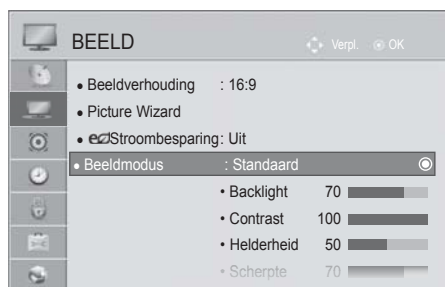 BEELD
Verpl. OK
• Beeldverhouding : 16:9
• Picture Wizard
• eco Stroombesparing: Uit
• Beeldmodus : Standaard
• Backlight 70
• Contrast 100
• Helderheid 50
• Scherpte 70